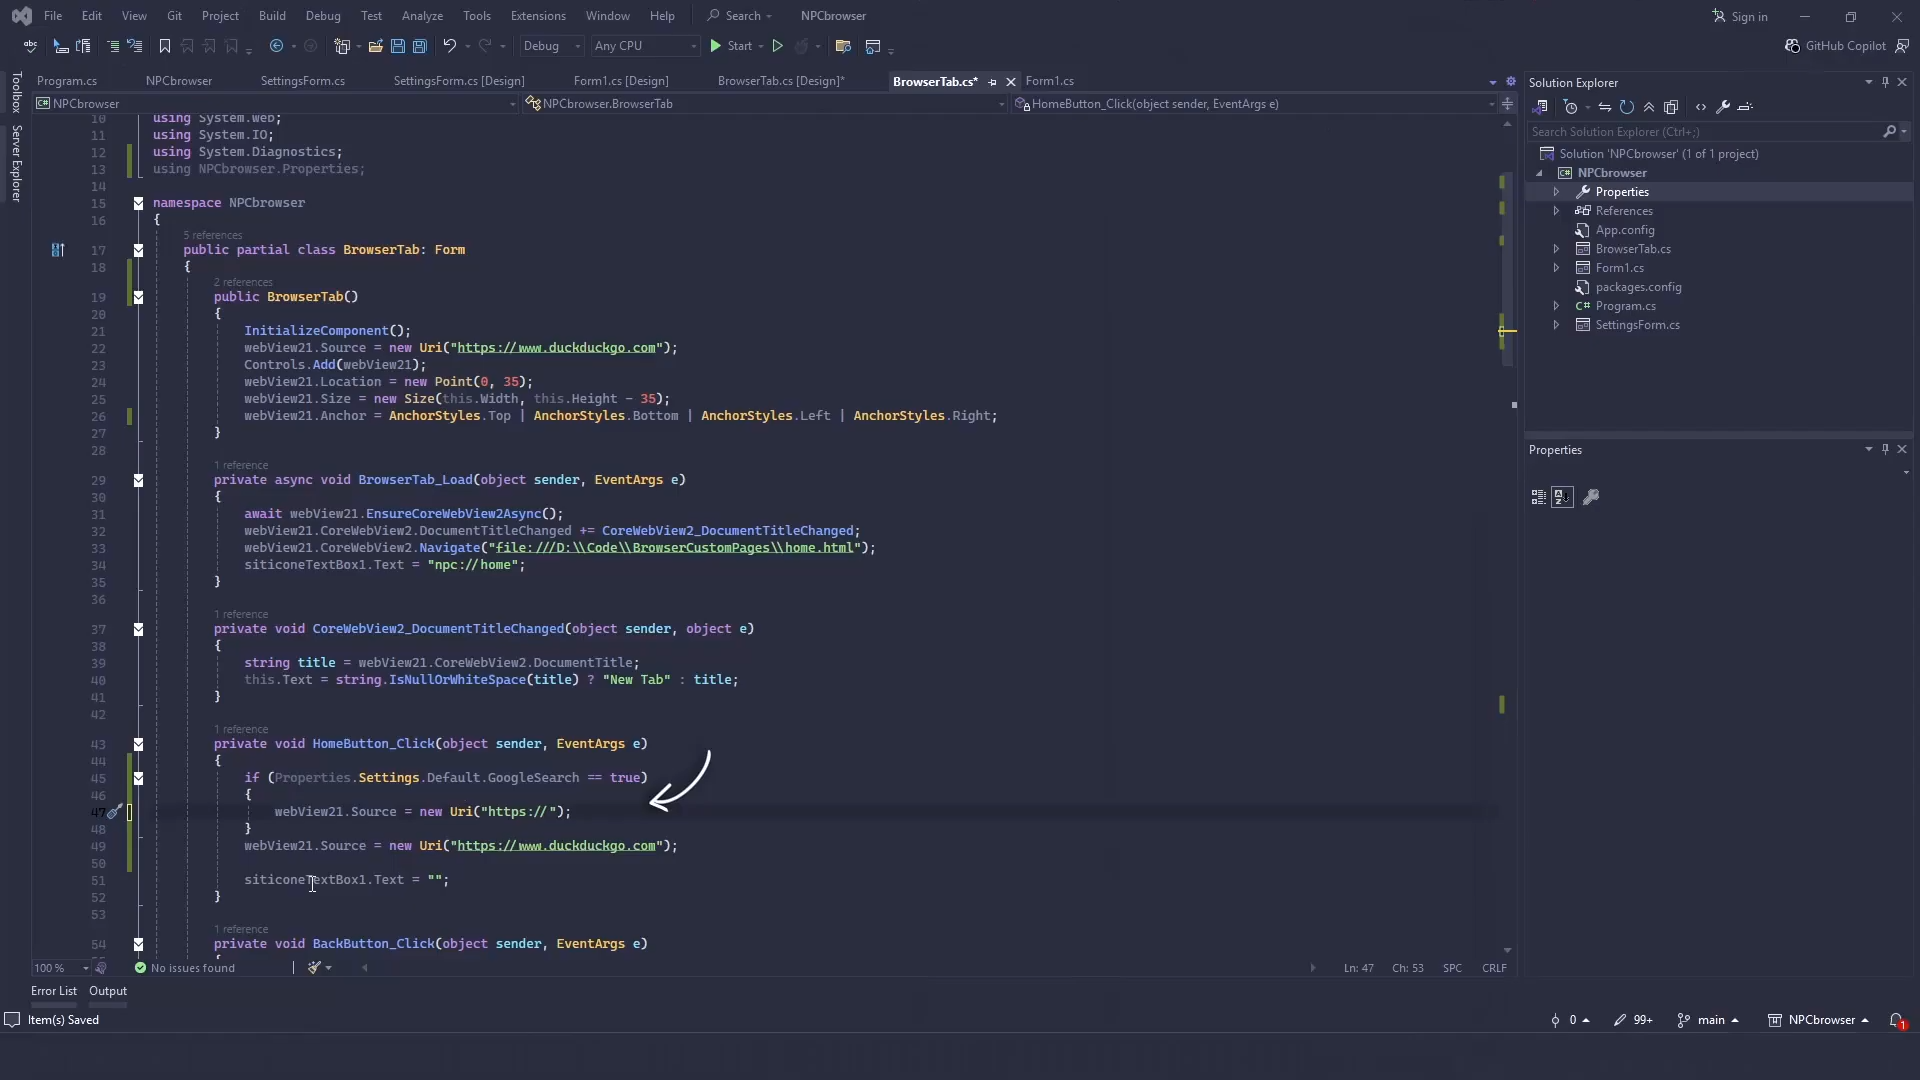 File Edit View Git Project Build Debug Test Analyze Tools Extensions Window Help Search NPCbrowser Sign in
Debug Any CPU Start GitHub Copilot
Program.cs NPCbrowser SettingsForm.cs SettingsForm.cs [Design] Form1.cs [Design] BrowserTab.cs [Design]* BrowserTab.cs* Form1.cs
NPCbrowser NPCbrowser.BrowserTab HomeButton_Click(object sender, EventArgs e)
Toolbox
Server Explorer
10 using System.Web;
11 using System.IO;
12 using System.Diagnostics;
13 using NPCbrowser.Properties;
14
15 namespace NPCbrowser
16 {
5 references
17 public partial class BrowserTab: Form
18 {
2 references
19 public BrowserTab()
20 {
21 InitializeComponent();
22 webView21.Source = new Uri("https://www.duckduckgo.com");
23 Controls.Add(webView21);
24 webView21.Location = new Point(0, 35);
25 webView21.Size = new Size(this.Width, this.Height - 35);
26 webView21.Anchor = AnchorStyles.Top | AnchorStyles.Bottom | AnchorStyles.Left | AnchorStyles.Right;
27 }
28
1 reference
29 private async void BrowserTab_Load(object sender, EventArgs e)
30 {
31 await webView21.EnsureCoreWebView2Async();
32 webView21.CoreWebView2.DocumentTitleChanged += CoreWebView2_DocumentTitleChanged;
33 webView21.CoreWebView2.Navigate("file:///D:\\Code\\BrowserCustomPages\\home.html");
34 siticoneTextBox1.Text = "npc://home";
35 }
36
1 reference
37 private void CoreWebView2_DocumentTitleChanged(object sender, object e)
38 {
39 string title = webView21.CoreWebView2.DocumentTitle;
40 this.Text = string.IsNullOrWhiteSpace(title) ? "New Tab" : title;
41 }
42
1 reference
43 private void HomeButton_Click(object sender, EventArgs e)
44 {
45 if (Properties.Settings.Default.GoogleSearch == true)
46 {
47 webView21.Source = new Uri("https://");
48 }
49 webView21.Source = new Uri("https://www.duckduckgo.com");
50
51 siticoneTextBox1.Text = "";
52 }
53
1 reference
54 private void BackButton_Click(object sender, EventArgs e)
100 % No issues found Ln: 47 Ch: 53 SPC CRLF
Error List Output
Item(s) Saved 0 99+ main NPCbrowser 1
Solution Explorer
Search Solution Explorer (Ctrl+;)
Solution 'NPCbrowser' (1 of 1 project)
NPCbrowser
Properties
References
App.config
BrowserTab.cs
Form1.cs
packages.config
Program.cs
SettingsForm.cs
Properties